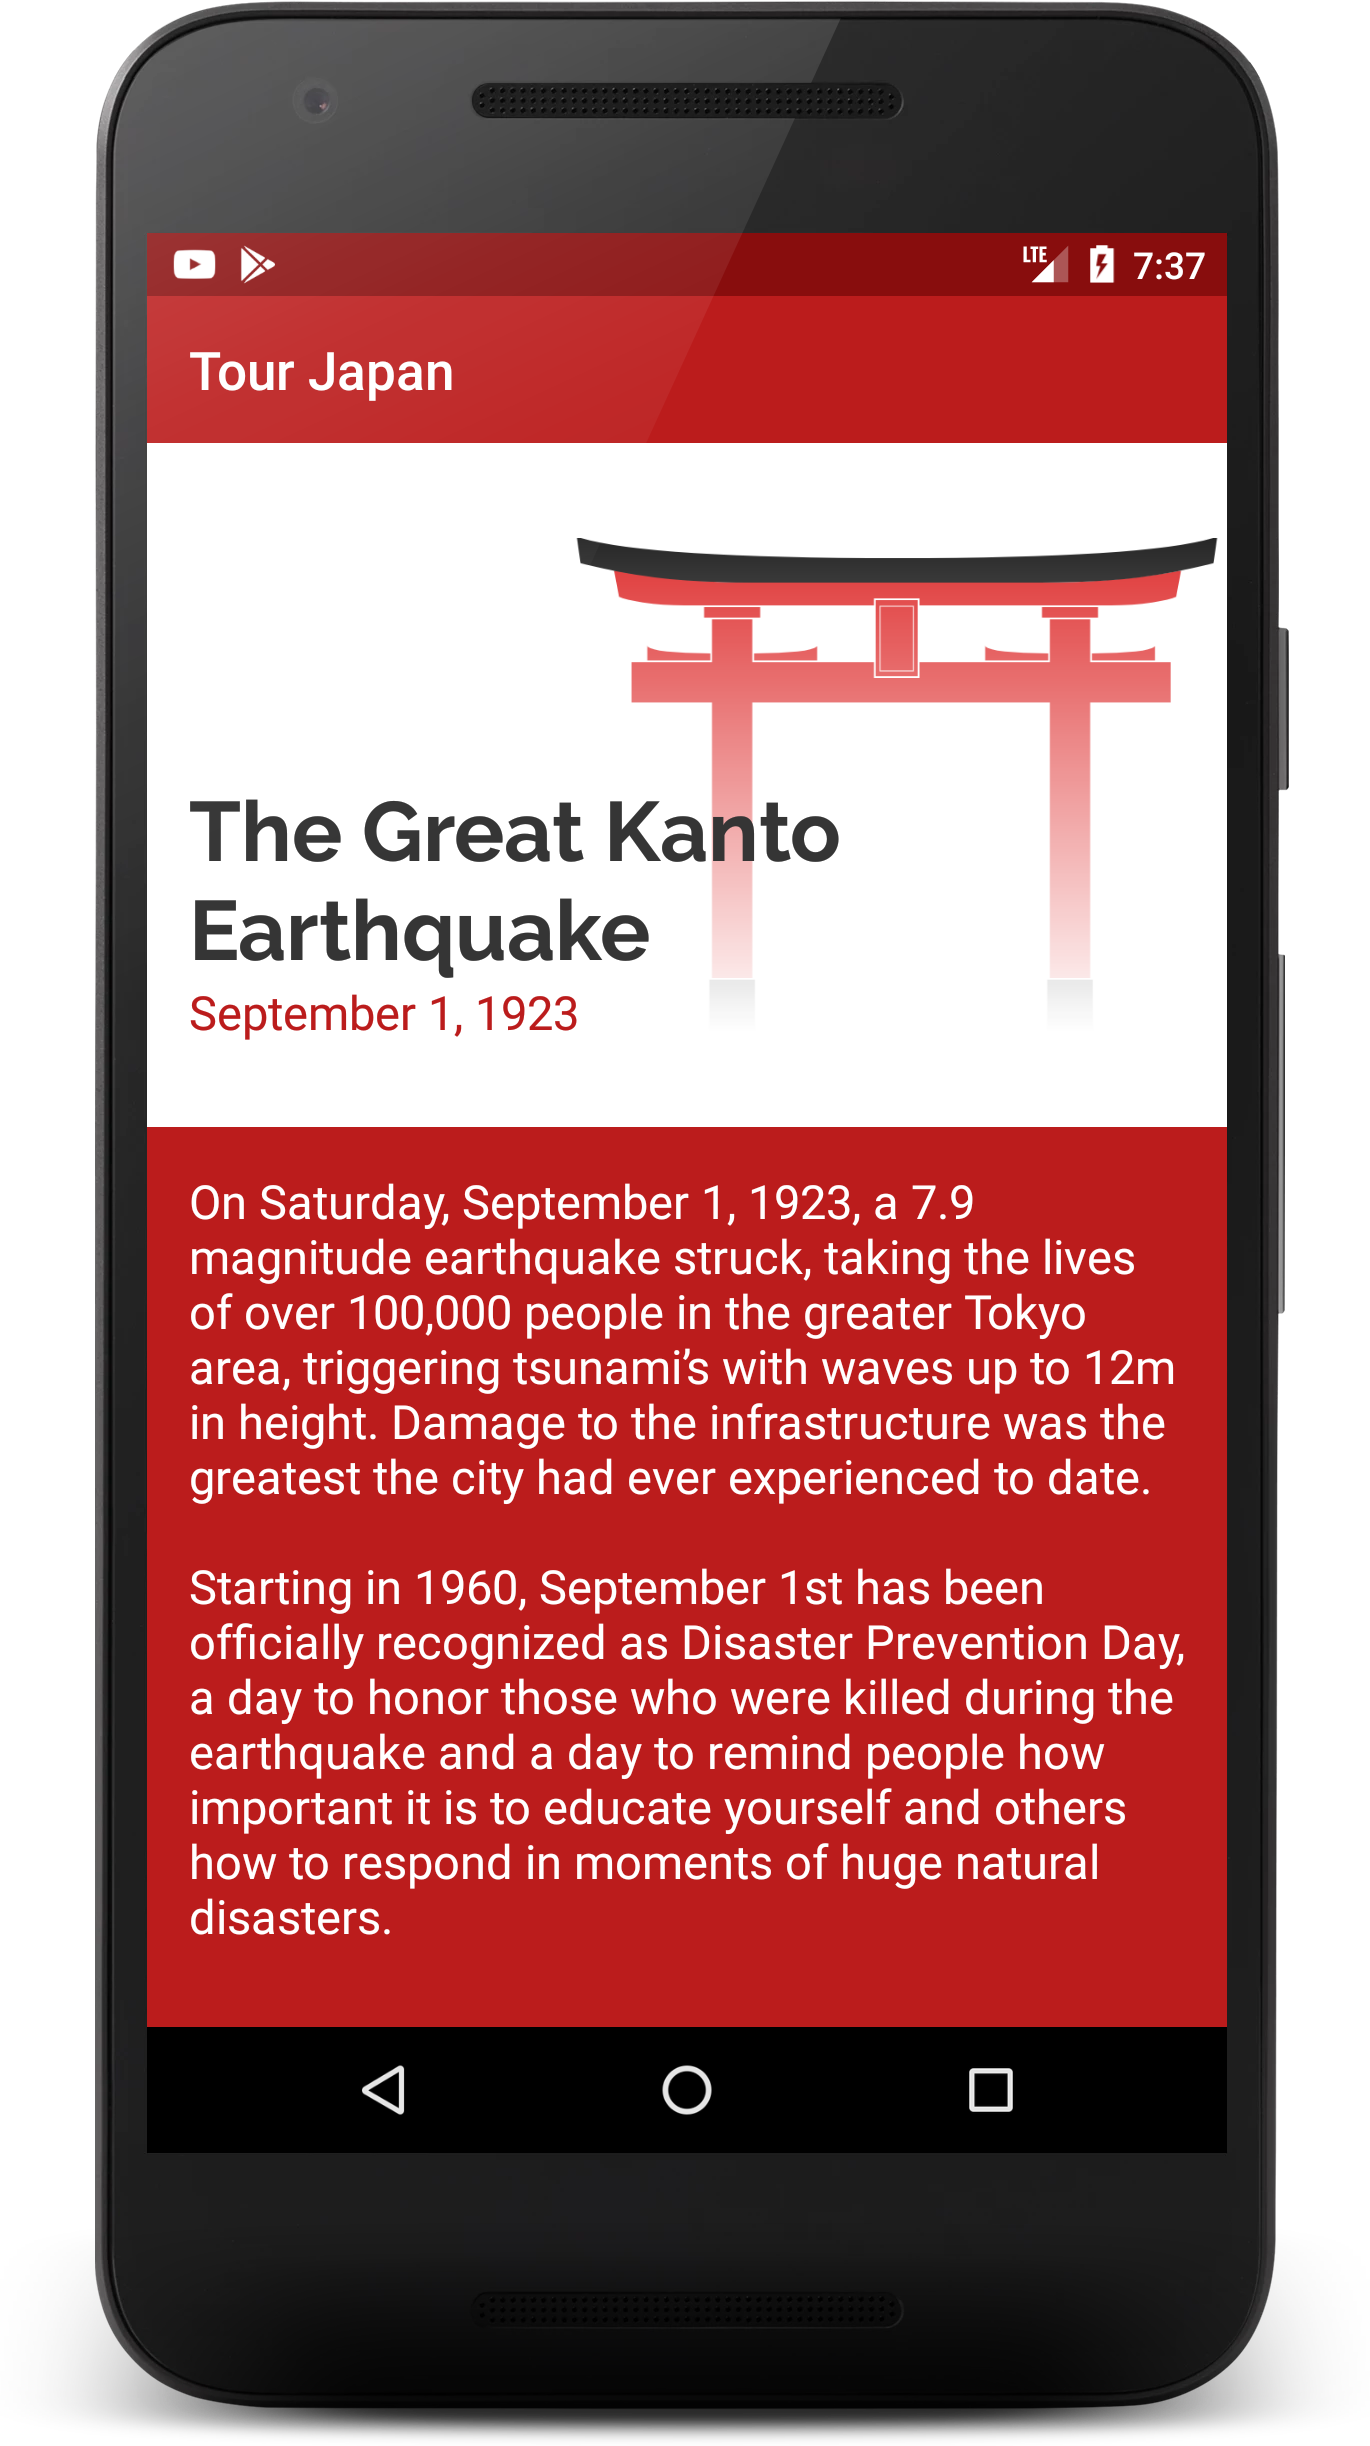 LTE 7:37
Tour Japan
The Great Kanto
Earthquake
September 1, 1923
On Saturday, September 1, 1923, a 7.9
magnitude earthquake struck, taking the lives
of over 100,000 people in the greater Tokyo
area, triggering tsunami’s with waves up to 12m
in height. Damage to the infrastructure was the
greatest the city had ever experienced to date.
Starting in 1960, September 1st has been
officially recognized as Disaster Prevention Day,
a day to honor those who were killed during the
earthquake and a day to remind people how
important it is to educate yourself and others
how to respond in moments of huge natural
disasters.